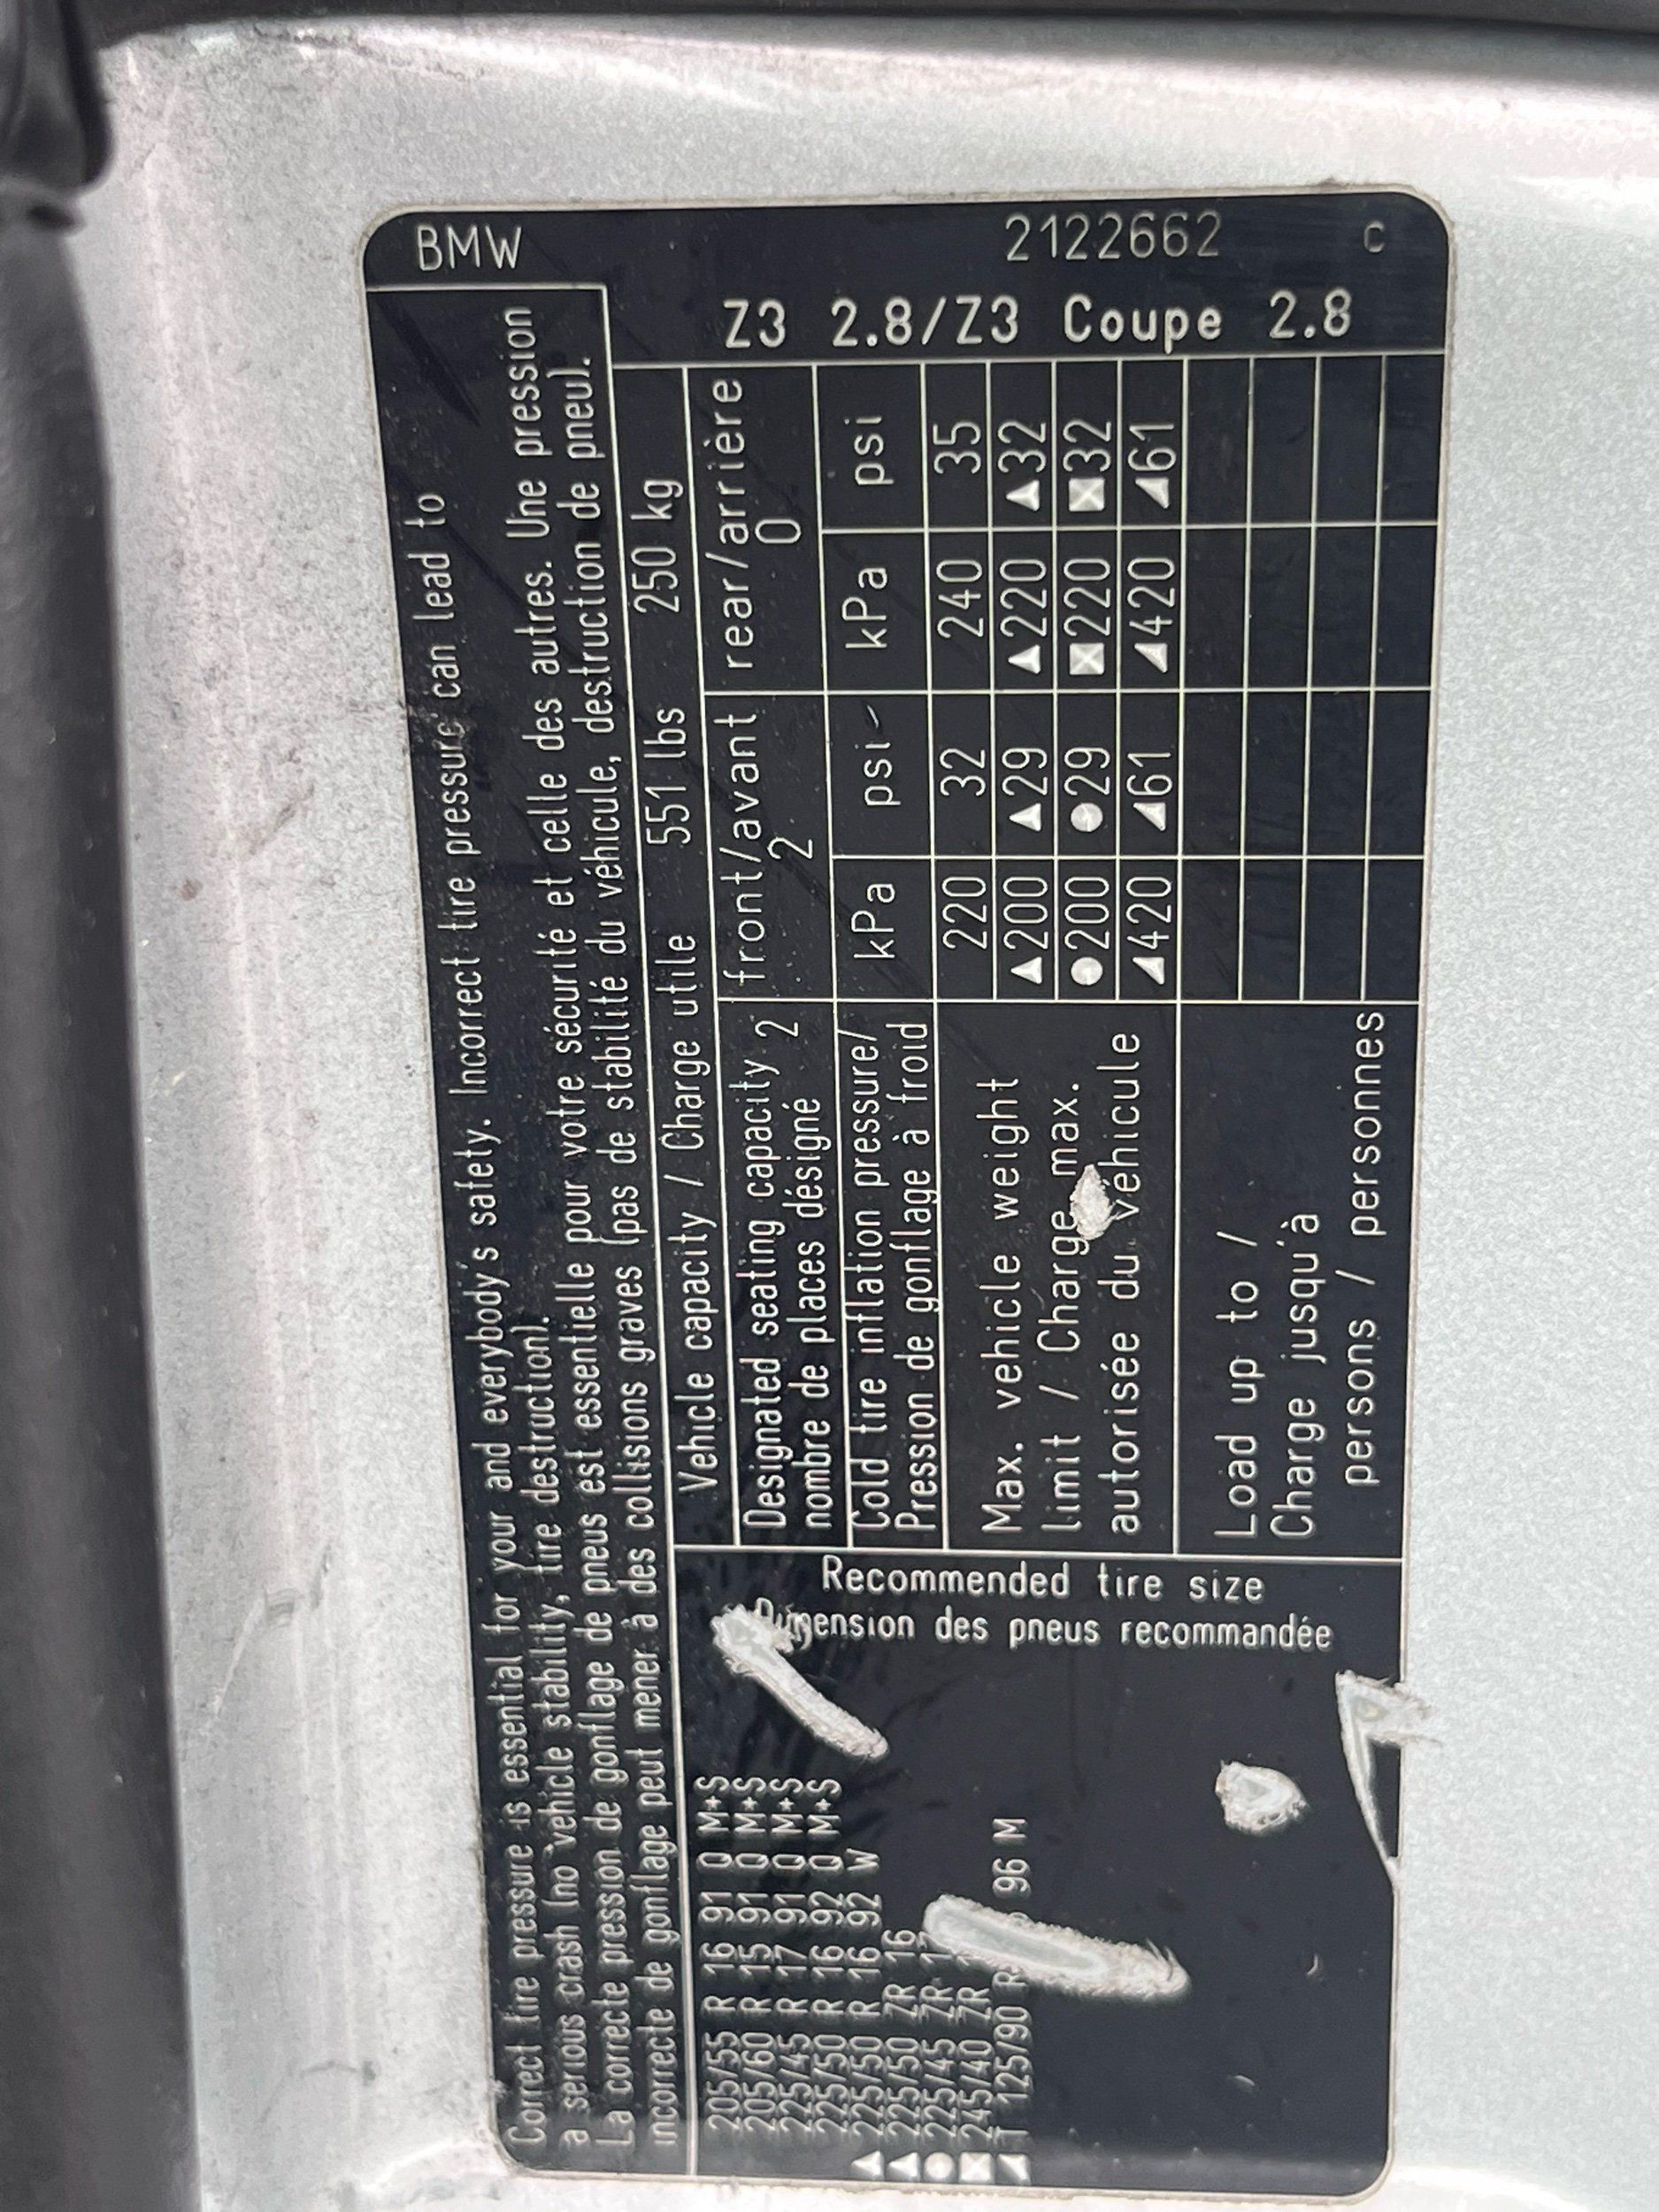 BMW 2122662 C
Correct tire pressure is essential for your and everybody's safety. Incorrect tire pressure can lead to
a serious crash (no vehicle stability, tire destruction).
La correcte pression de gonflage de pneus est essentielle pour votre sécurité et celle des autres. Une pression
incorrecte de gonflage peut mener à des collisions graves (pas de stabilité du véhicule, destruction de pneu).
Z3 2.8/Z3 Coupe 2.8
Vehicle capacity / Charge utile 551 lbs 250 kg
Designated seating capacity 2 front/avant rear/arrière
nombre de places désigné 2 2 0
Cold tire inflation pressure/ kPa psi kPa psi
Pression de gonflage à froid
Max. vehicle weight
limit / Charge max.
autorisée du véhicule
220 32 240 35
▲200 ▲29 ▲220 ▲32
●200 ●29 ⊠220 ⊠32
◢420 ◢61 ◢420 ◢61
Load up to /
Charge jusqu'à
persons / personnes
Recommended tire size
Dimension des pneus recommandée
205/55 R 16 91 Q M+S
205/60 R 15 91 Q M+S
225/45 R 17 91 Q M+S
225/50 R 16 92 Q M+S
▲225/50 R 16 92 W
▲225/50 ZR 16
●225/45 ZR
⊠245/40 ZR
◢T 125/90 96 M